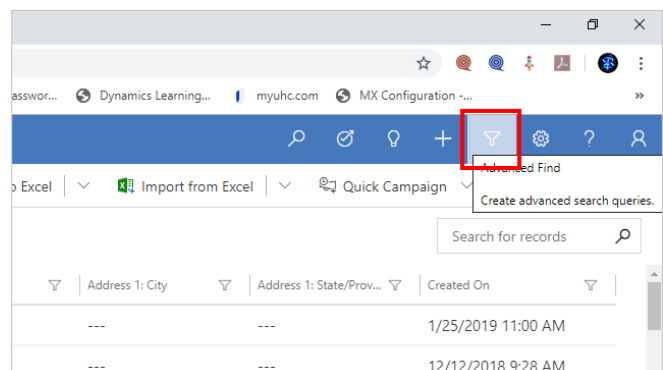 asswor... Dynamics Learning... myuhc.com MX Configuration -... »
Advanced Find
Create advanced search queries.
Excel Import from Excel Quick Campaign
Search for records
Address 1: City Address 1: State/Prov... Created On
--- --- 1/25/2019 11:00 AM
--- --- 12/12/2018 9:28 AM